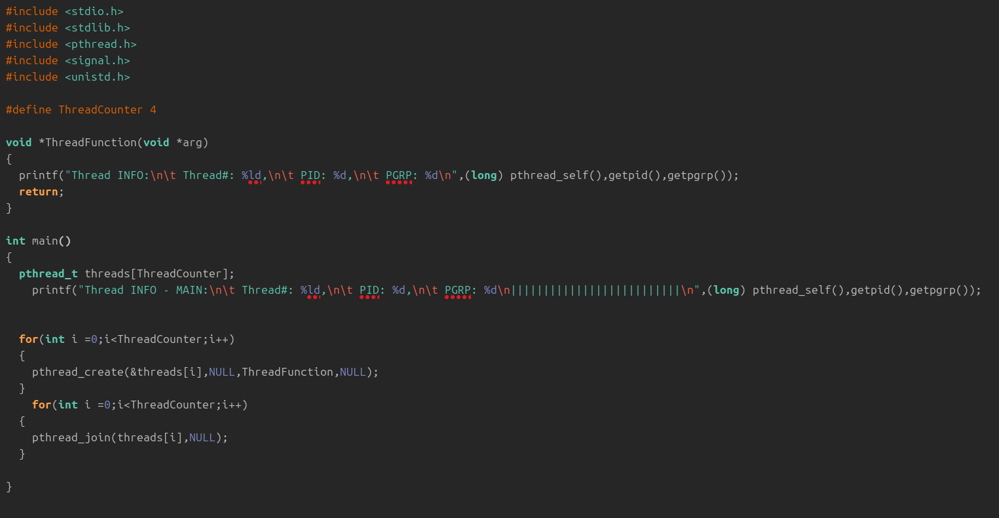 #include <stdio.h>
#include <stdlib.h>
#include <pthread.h>
#include <signal.h>
#include <unistd.h>
#define ThreadCounter 4
void *ThreadFunction(void *arg)
{
printf("Thread INFO:\n\t Thread#: %ld,\n\t PID: %d,\n\t PGRP: %d\n",(long) pthread_self(),getpid(),getpgrp());
return;
}
int main()
{
pthread_t threads[ThreadCounter];
printf("Thread INFO - MAIN:\n\t Thread#: %ld,\n\t PID: %d,\n\t PGRP: %d\n||||||||||||||||||||||||||\n",(long) pthread_self(),getpid(),getpgrp());
for(int i =0;i<ThreadCounter;i++)
{
pthread_create(&threads[i],NULL,ThreadFunction,NULL);
}
for(int i =0;i<ThreadCounter;i++)
{
pthread_join(threads[i],NULL);
}
}